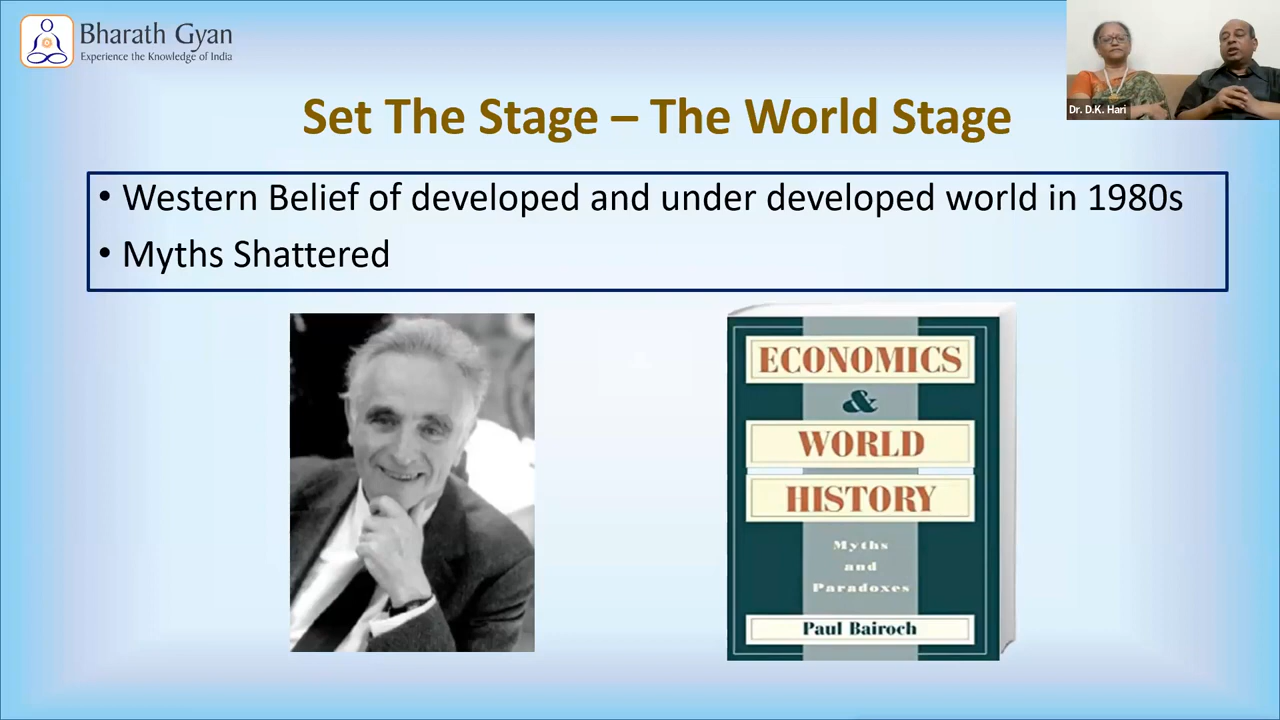 Bharath Gyan
Experience the Knowledge of India
Dr. D.K. Hari
Set The Stage – The World Stage
• Western Belief of developed and under developed world in 1980s
• Myths Shattered
ECONOMICS
&
WORLD
HISTORY
Myths
and
Paradoxes
Paul Bairoch